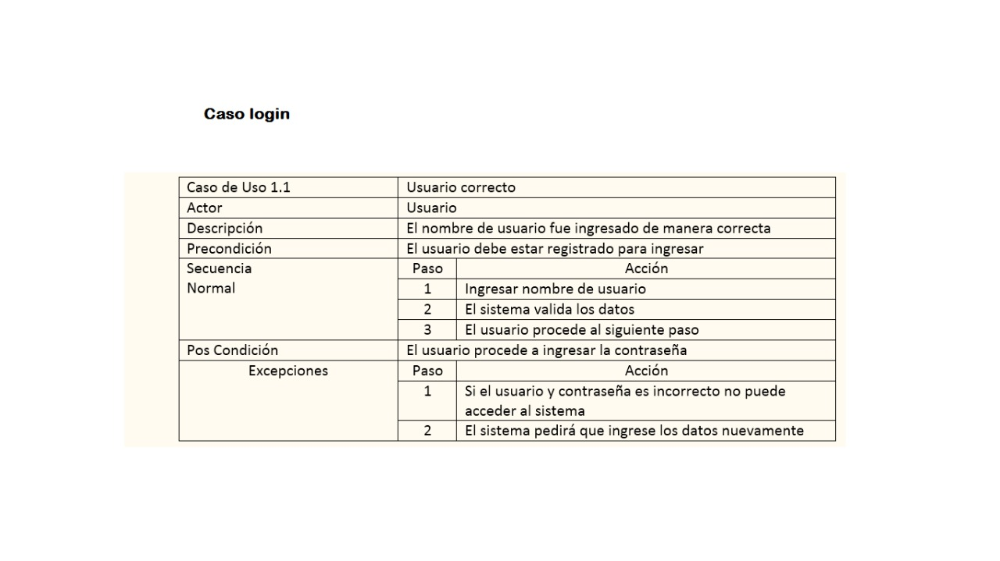 Caso login
Caso de Uso 1.1 Usuario correcto
Actor Usuario
Descripción El nombre de usuario fue ingresado de manera correcta
Precondición El usuario debe estar registrado para ingresar
Secuencia Paso Acción
Normal 1 Ingresar nombre de usuario
2 El sistema valida los datos
3 El usuario procede al siguiente paso
Pos Condición El usuario procede a ingresar la contraseña
Excepciones Paso Acción
1 Si el usuario y contraseña es incorrecto no puede
acceder al sistema
2 El sistema pedirá que ingrese los datos nuevamente